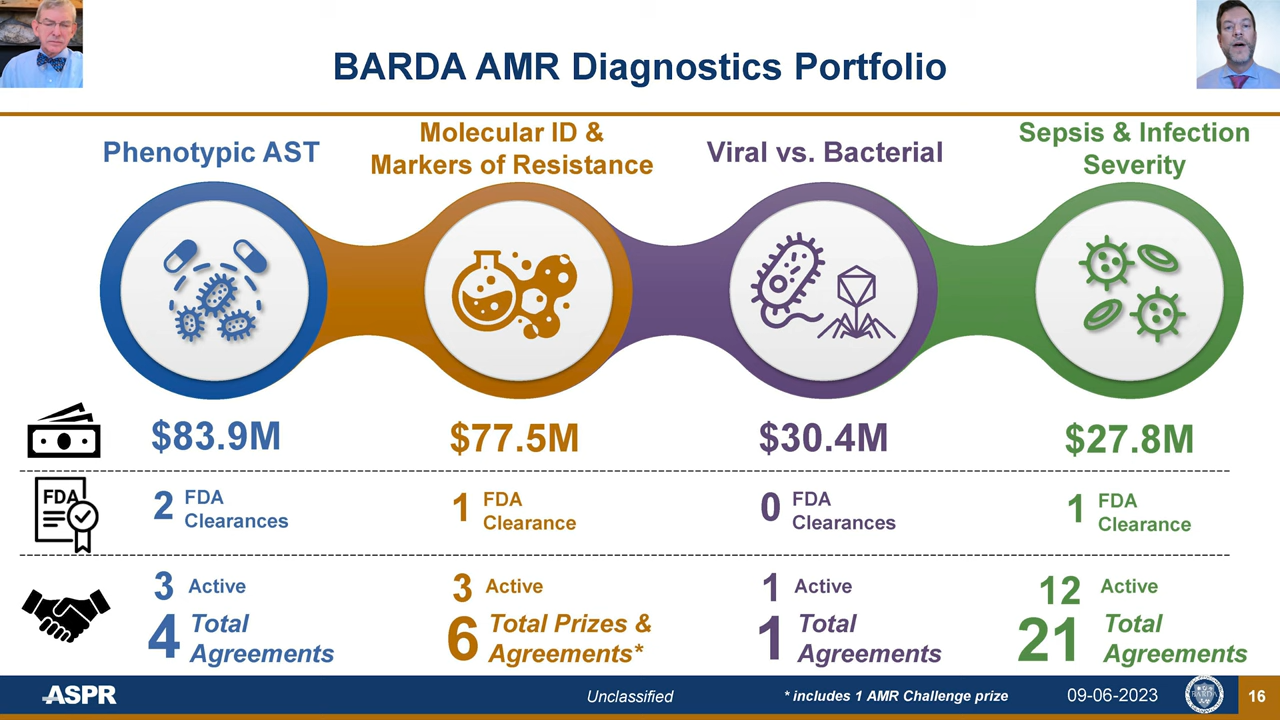 BARDA AMR Diagnostics Portfolio
Phenotypic AST
Molecular ID &
Markers of Resistance
Viral vs. Bacterial
Sepsis & Infection
Severity
$83.9M
$77.5M
$30.4M
$27.8M
FDA
2 FDA
Clearances
1 FDA
Clearance
0 FDA
Clearances
1 FDA
Clearance
3 Active
4 Total
Agreements
3 Active
6 Total Prizes &
Agreements*
1 Active
1 Total
Agreements
12 Active
21 Total
Agreements
ASPR
Unclassified
* includes 1 AMR Challenge prize
09-06-2023
BARDA
16